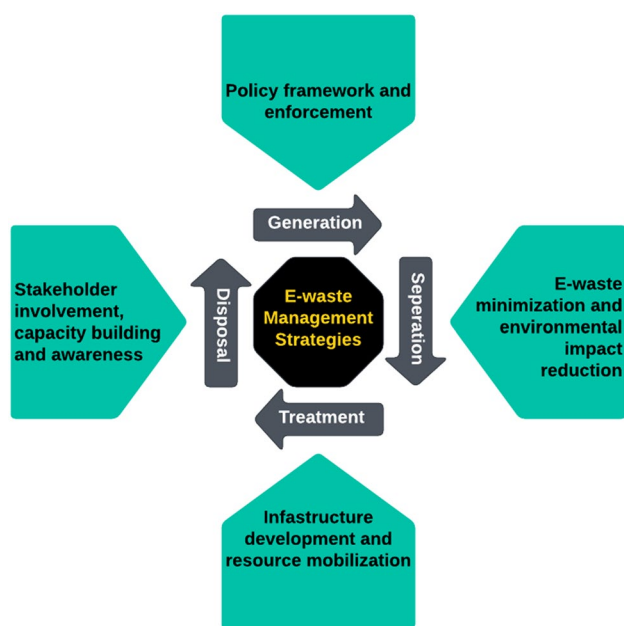 Policy framework and
enforcement
Generation
Stakeholder
involvement,
capacity building
and awareness
Disposal
E-waste
Management
Strategies
Seperation
E-waste
minimization and
environmental
impact
reduction
Treatment
Infastructure
development and
resource mobilization